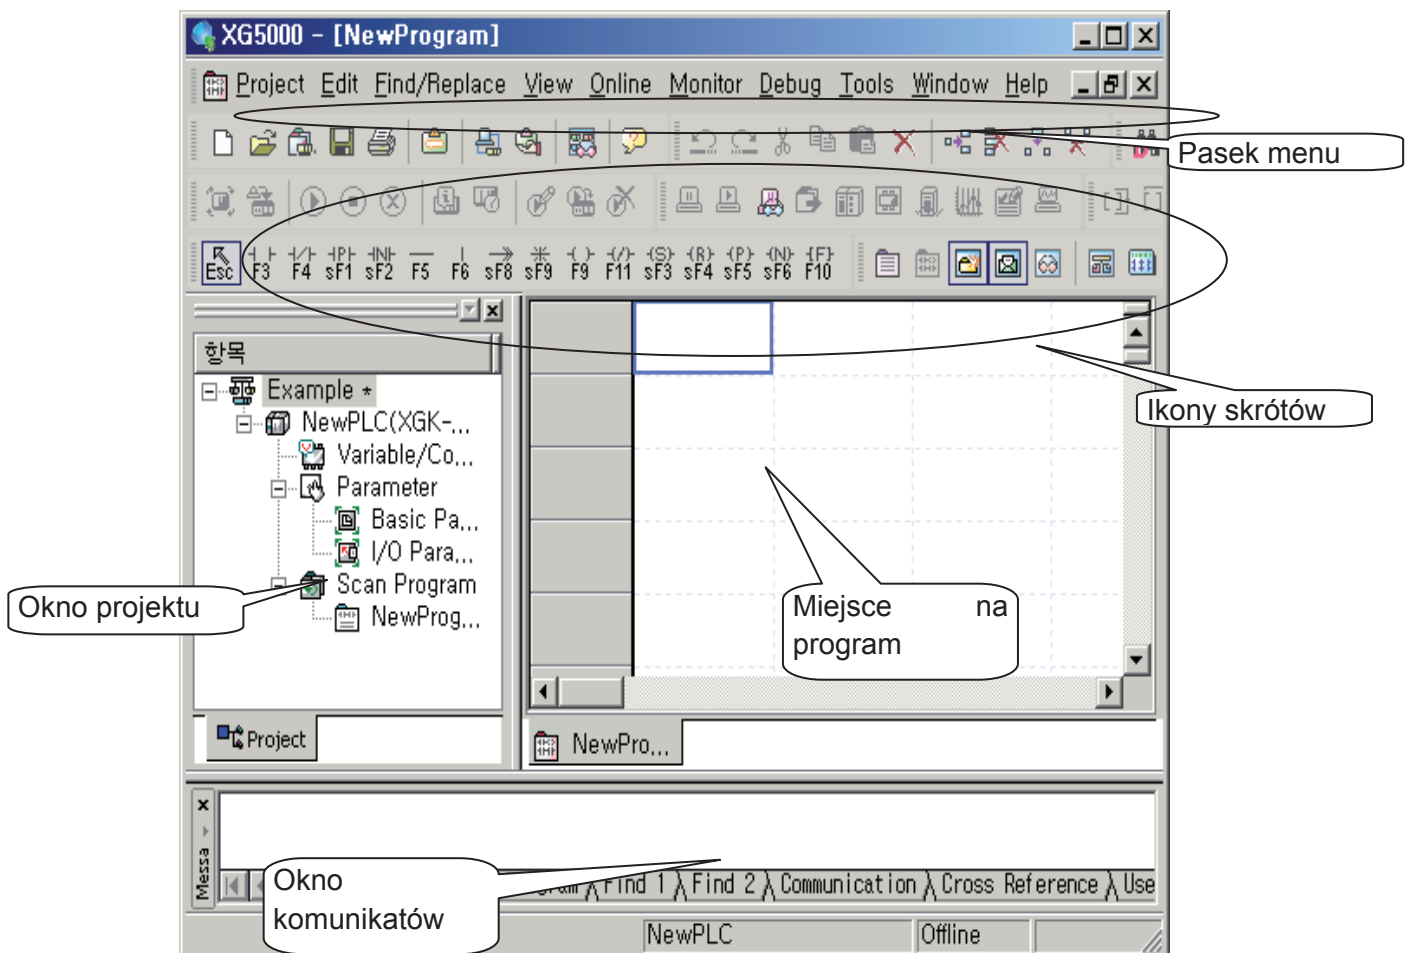 XG5000 - [NewProgram]
Project Edit Find/Replace View Online Monitor Debug Tools Window Help
Pasek menu
Esc F3 F4 sF1 sF2 F5 F6 sF8 sF9 F9 F11 sF3 sF4 sF5 sF6 F10
항목
Example *
NewPLC(XGK-...
Variable/Co...
Parameter
Basic Pa...
I/O Para...
Scan Program
NewProg...
Ikony skrótów
Okno projektu
Miejsce na
program
Project
NewPro...
Messa
Okno
komunikatów
Find 1 Find 2 Communication Cross Reference Use
NewPLC Offline